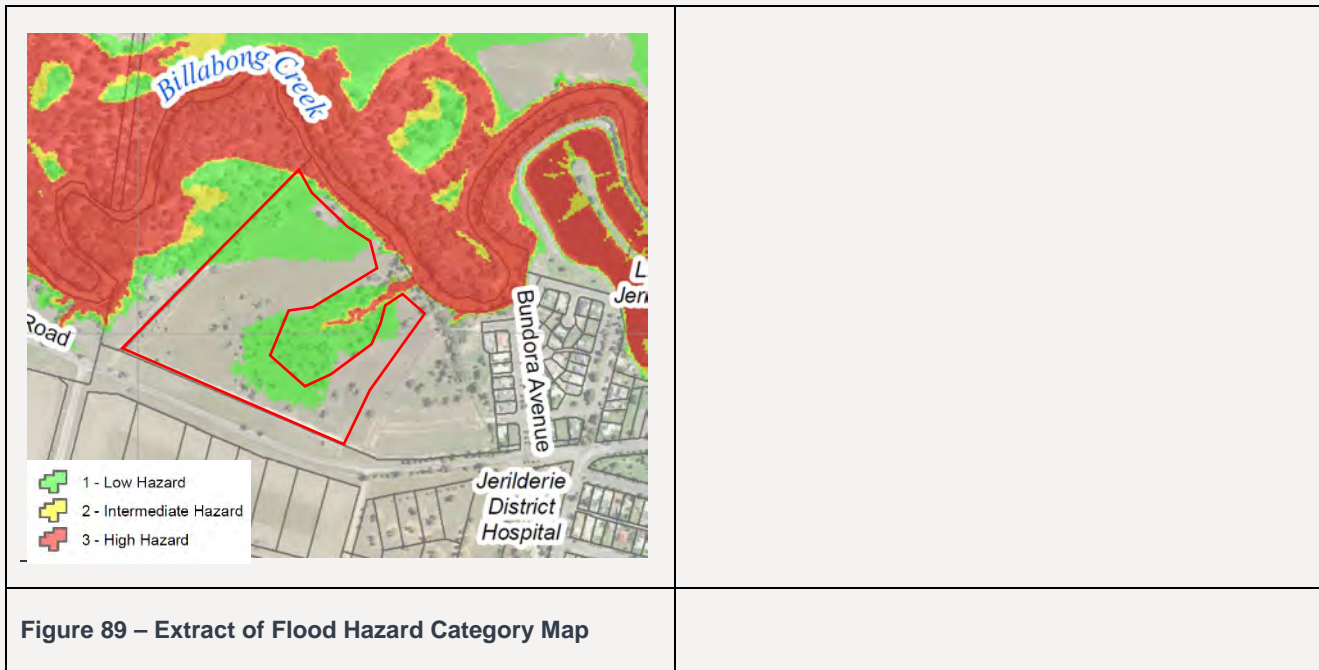 Billabong Creek
Road
L
Jeri
Bundora Avenue
Jerilderie
District
Hospital
1 - Low Hazard
2 - Intermediate Hazard
3 - High Hazard
Figure 89 – Extract of Flood Hazard Category Map